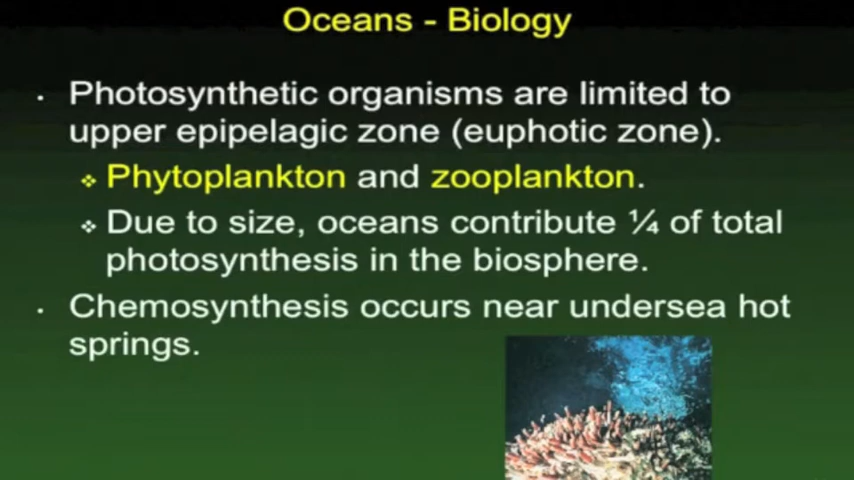 Oceans - Biology
· Photosynthetic organisms are limited to
upper epipelagic zone (euphotic zone).
❖ Phytoplankton and zooplankton.
❖ Due to size, oceans contribute ¼ of total
photosynthesis in the biosphere.
· Chemosynthesis occurs near undersea hot
springs.